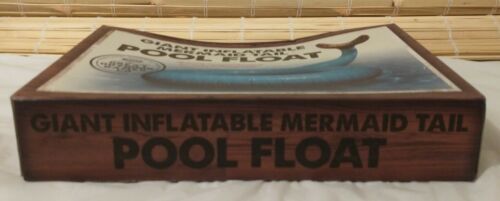 GIANT INFLATABLE
MERMAID TAIL
POOL FLOAT
GIANT INFLATABLE MERMAID TAIL
POOL FLOAT